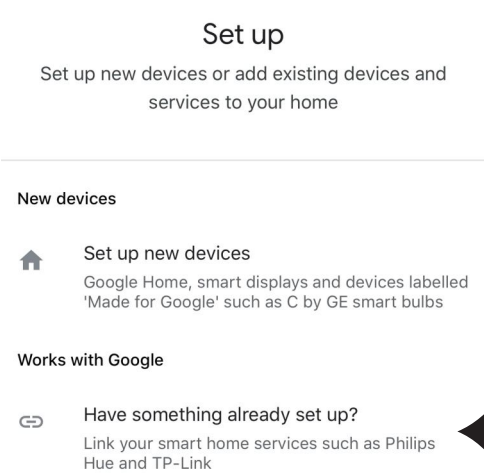 Set up
Set up new devices or add existing devices and
services to your home
New devices
Set up new devices
Google Home, smart displays and devices labelled
'Made for Google' such as C by GE smart bulbs
Works with Google
Have something already set up?
Link your smart home services such as Philips
Hue and TP-Link